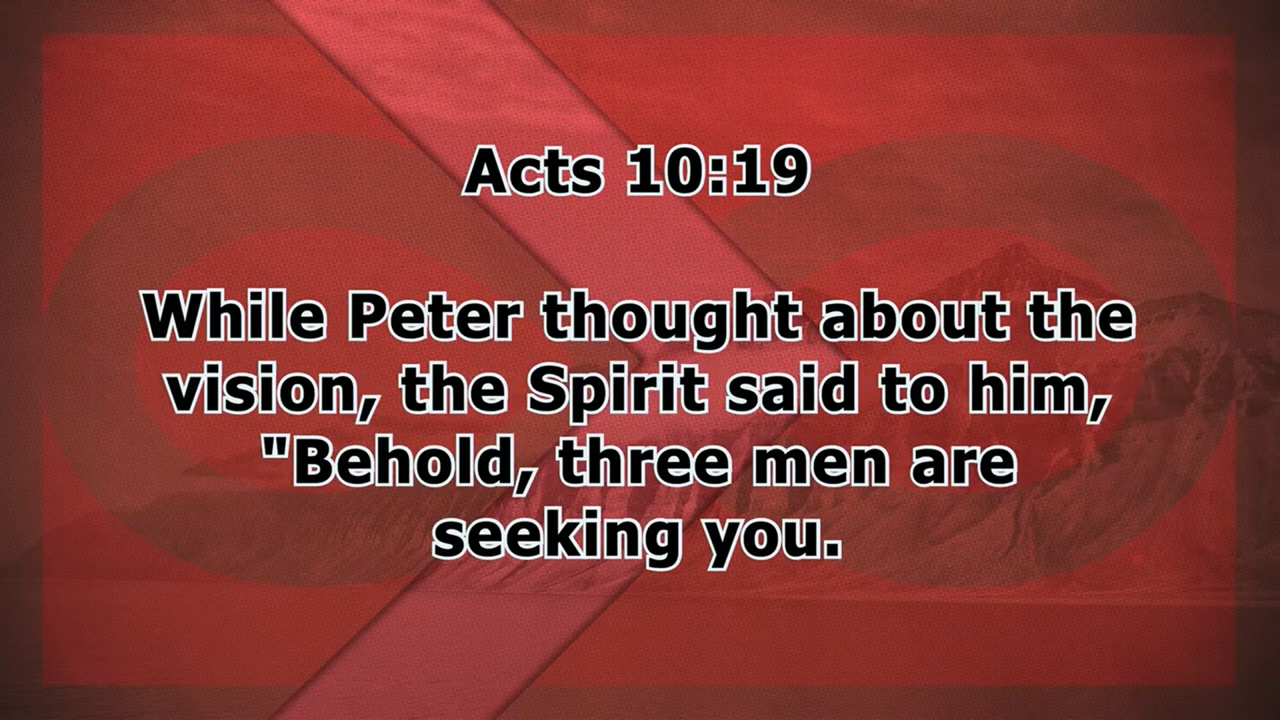 Acts 10:19
While Peter thought about the
vision, the Spirit said to him,
"Behold, three men are
seeking you.